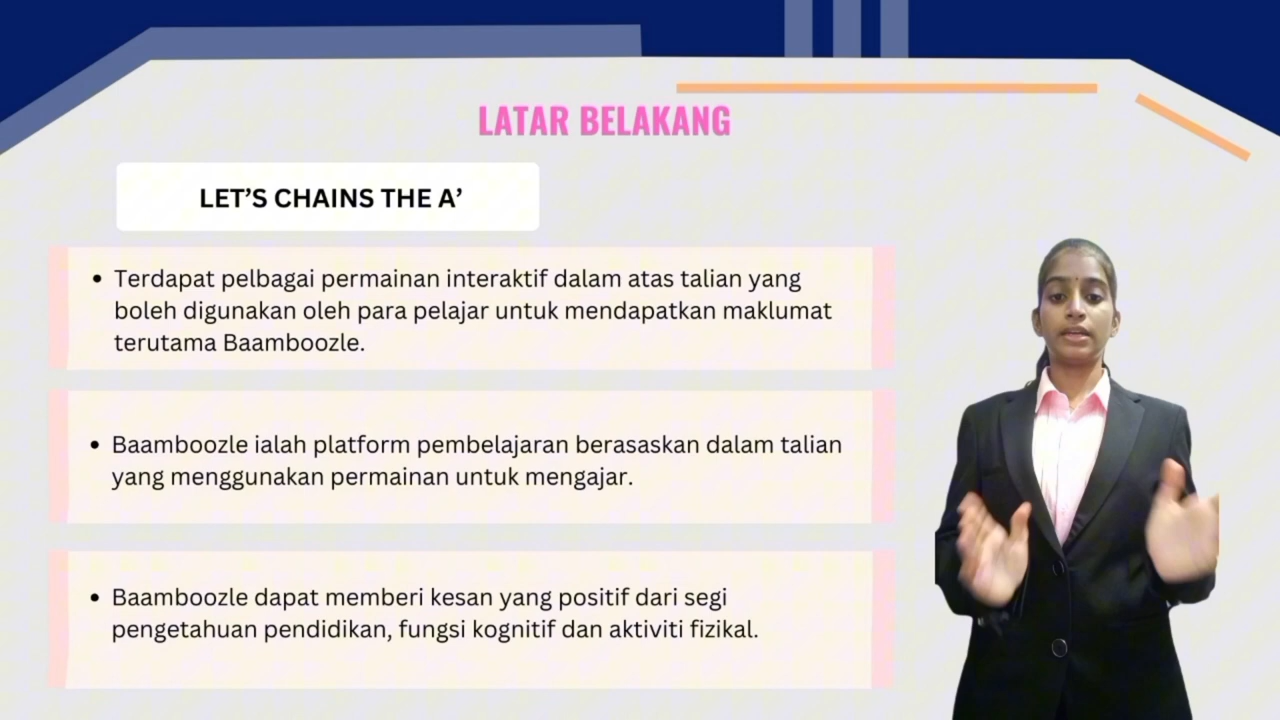 LATAR BELAKANG
LET’S CHAINS THE A’
• Terdapat pelbagai permainan interaktif dalam atas talian yang
boleh digunakan oleh para pelajar untuk mendapatkan maklumat
terutama Baamboozle.
• Baamboozle ialah platform pembelajaran berasaskan dalam talian
yang menggunakan permainan untuk mengajar.
• Baamboozle dapat memberi kesan yang positif dari segi
pengetahuan pendidikan, fungsi kognitif dan aktiviti fizikal.